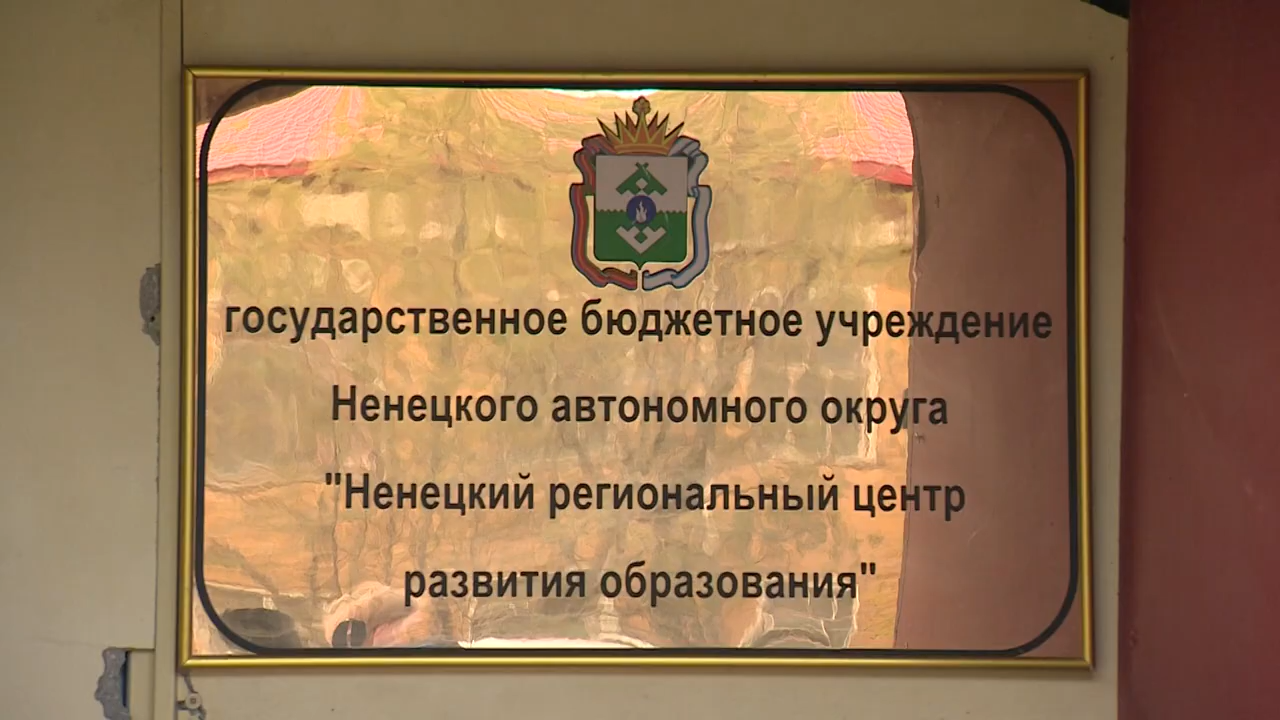 государственное бюджетное учреждение
Ненецкого автономного округа
"Ненецкий региональный центр
развития образования"